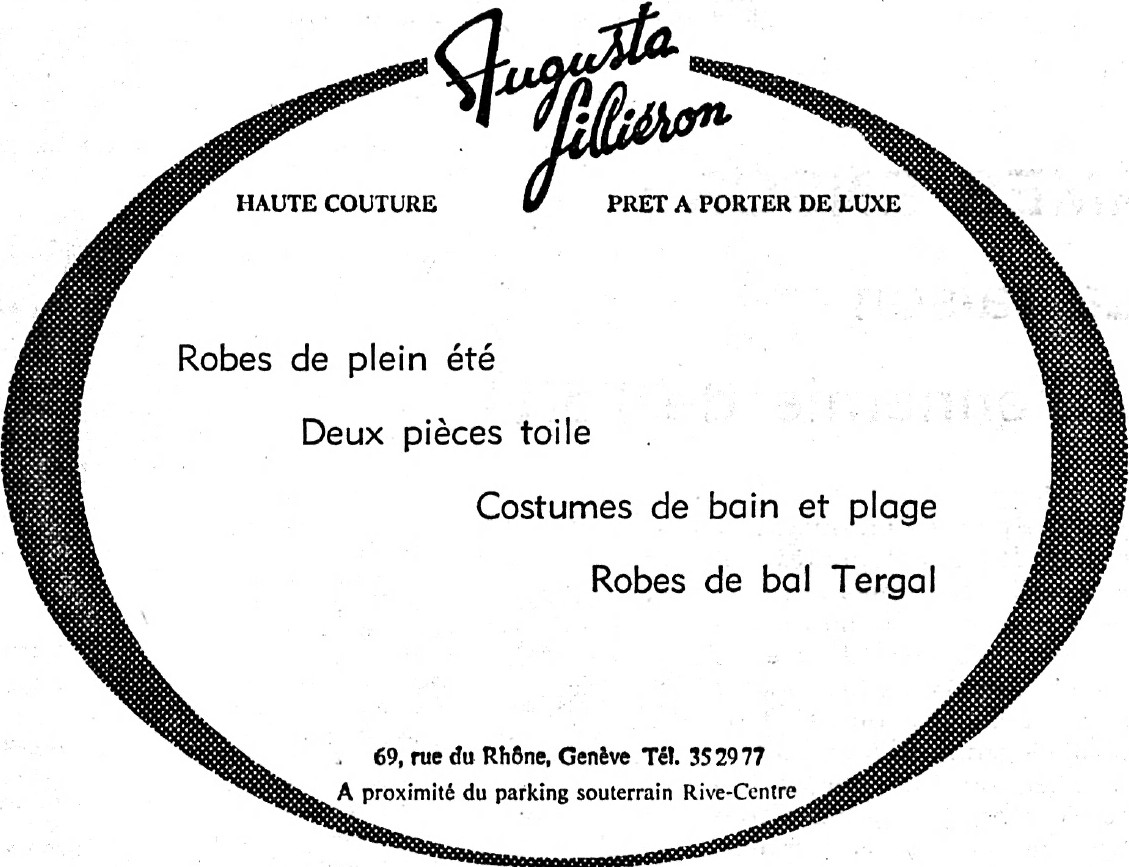 Augusta
Gilliéron
HAUTE COUTURE PRET A PORTER DE LUXE
Robes de plein été
Deux pièces toile
Costumes de bain et plage
Robes de bal Tergal
69, rue du Rhône, Genève Tél. 35 29 77
A proximité du parking souterrain Rive-Centre